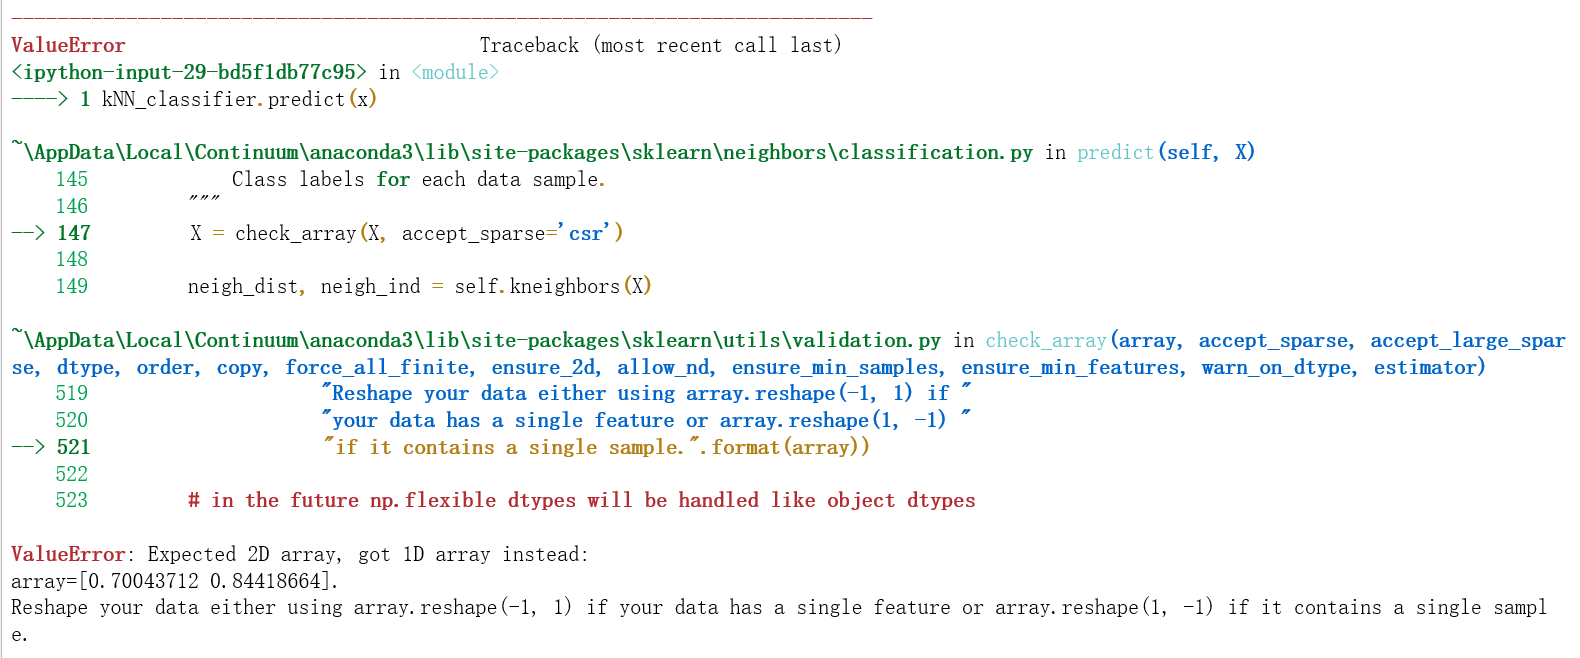 ---------------------------------------------------------------------------
ValueError                                Traceback (most recent call last)
<ipython-input-29-bd5f1db77c95> in <module>
----> 1 kNN_classifier.predict(x)

~\AppData\Local\Continuum\anaconda3\lib\site-packages\sklearn\neighbors\classification.py in predict(self, X)
    145             Class labels for each data sample.
    146         """
--> 147         X = check_array(X, accept_sparse='csr')
    148
    149         neigh_dist, neigh_ind = self.kneighbors(X)

~\AppData\Local\Continuum\anaconda3\lib\site-packages\sklearn\utils\validation.py in check_array(array, accept_sparse, accept_large_spar
se, dtype, order, copy, force_all_finite, ensure_2d, allow_nd, ensure_min_samples, ensure_min_features, warn_on_dtype, estimator)
    519                     "Reshape your data either using array.reshape(-1, 1) if "
    520                     "your data has a single feature or array.reshape(1, -1) "
--> 521                     "if it contains a single sample.".format(array))
    522
    523         # in the future np.flexible dtypes will be handled like object dtypes

ValueError: Expected 2D array, got 1D array instead:
array=[0.70043712 0.84418664].
Reshape your data either using array.reshape(-1, 1) if your data has a single feature or array.reshape(1, -1) if it contains a single sampl
e.